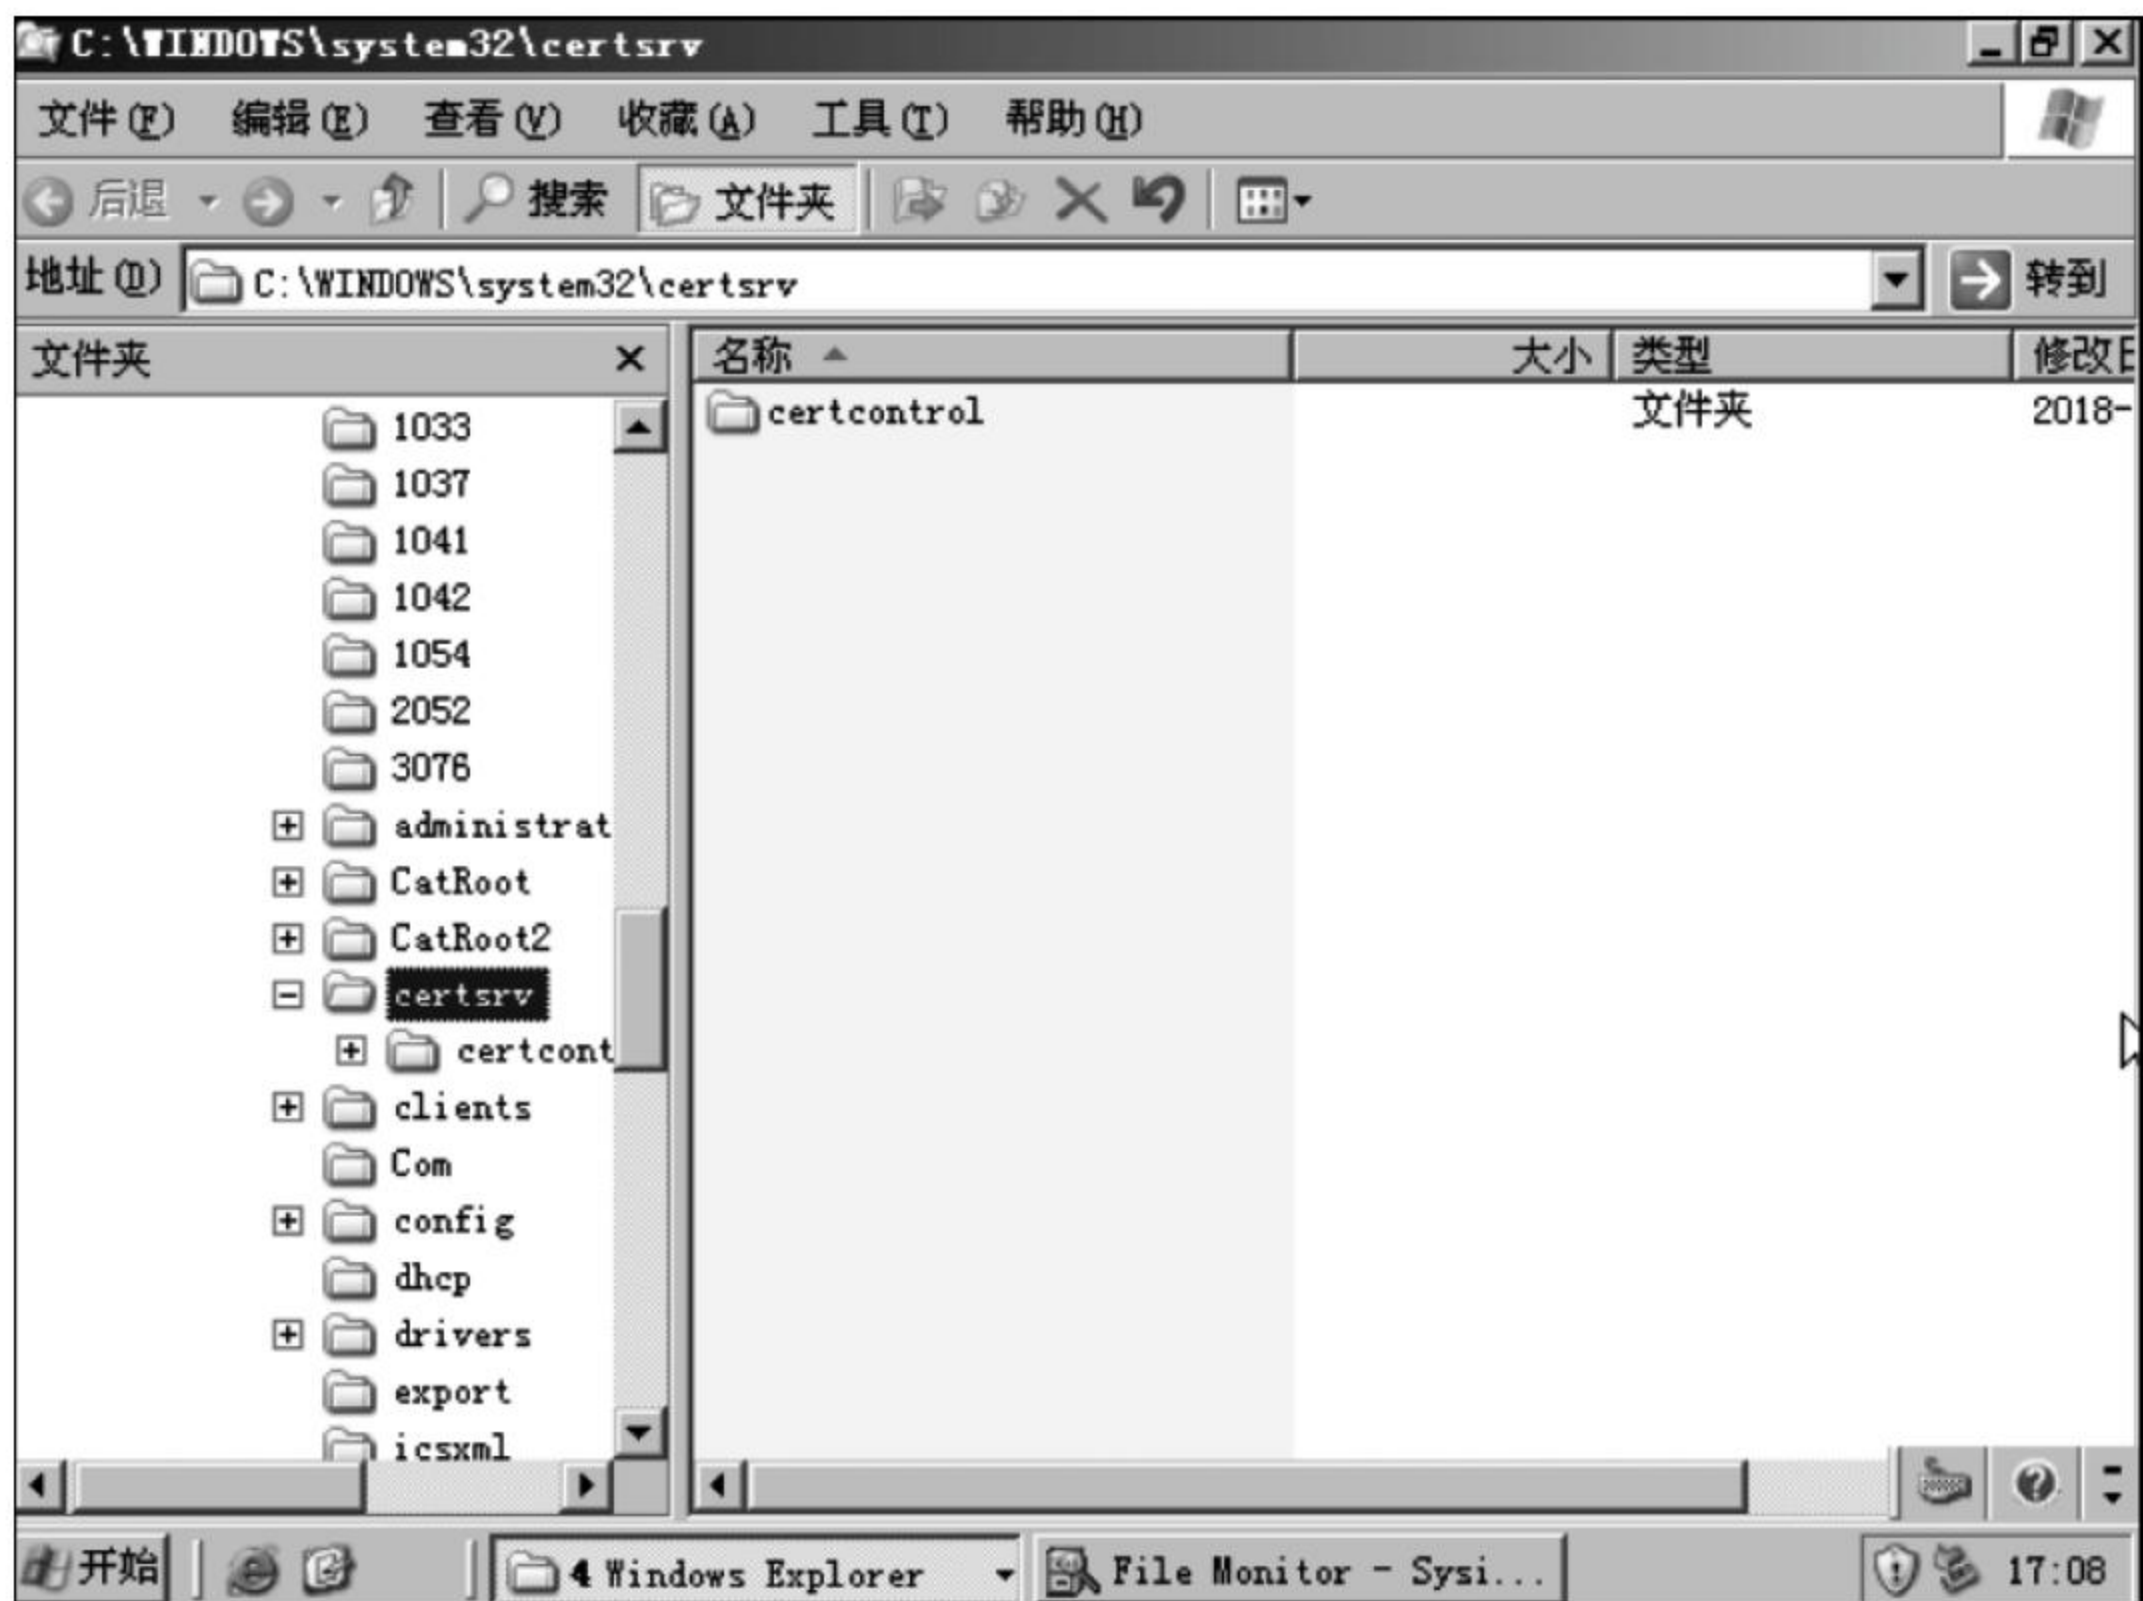 C:\WINDOWS\system32\certsrv
文件(F) 编辑(E) 查看(V) 收藏(A) 工具(T) 帮助(H)
后退 搜索 文件夹
地址(D) C:\WINDOWS\system32\certsrv 转到
文件夹
名称 大小 类型 修改日
certcontrol 文件夹 2018-
1033
1037
1041
1042
1054
2052
3076
administrat
CatRoot
CatRoot2
certsrv
certcont
clients
Com
config
dhcp
drivers
export
icsxml
开始 4 Windows Explorer File Monitor - Sysi... 17:08